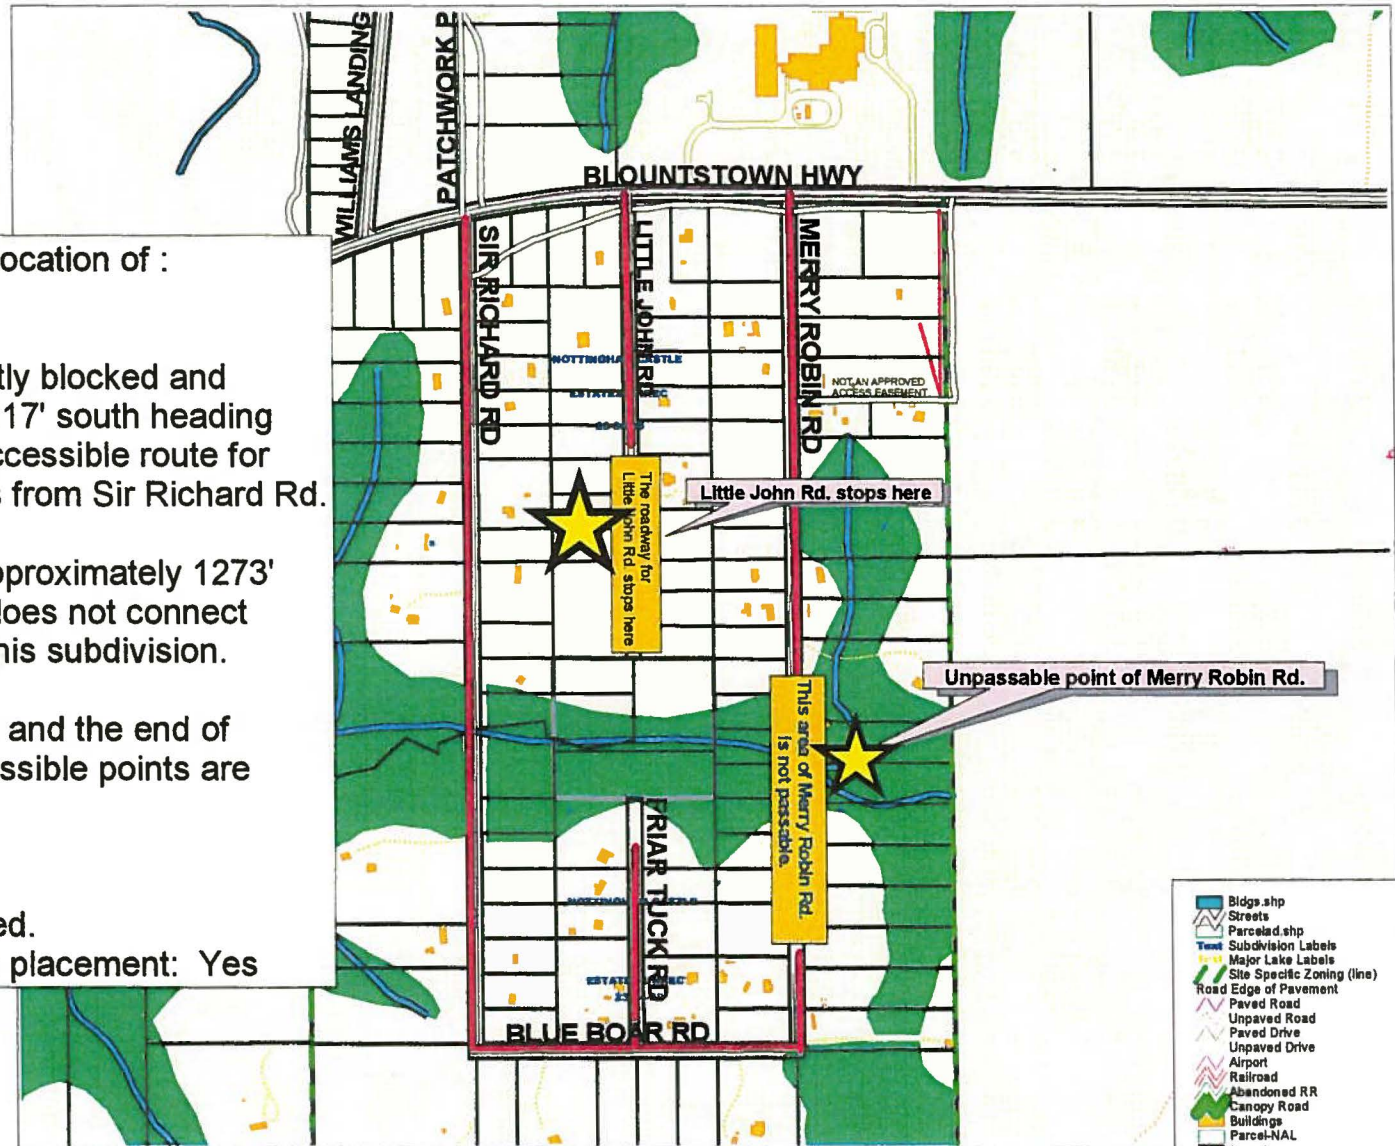 WILLIAMS LANDING
PATCHWORK P
BLOUNTSTOWN HWY
ocation of :
tly blocked and
17' south heading
ccessible route for
s from Sir Richard Rd.
pproximately 1273'
does not connect
his subdivision.
and the end of
ssible points are
ed.
placement: Yes
SIR RICHARD RD
LITTLE JOHN RD
MERRY ROBIN RD
NOT AN APPROVED
ACCESS EASEMENT
The roadway for
Little John Rd. stops here
Little John Rd. stops here
Unpassable point of Merry Robin Rd.
This area of Merry Robin Rd.
is not passable.
TUCK RD
BLUE BOAR RD
Bldgs.shp
Streets
Parcelad.shp
Text Subdivision Labels
Major Lake Labels
Site Specific Zoning (line)
Road Edge of Pavement
Paved Road
Unpaved Road
Paved Drive
Unpaved Drive
Airport
Railroad
Abandoned RR
Canopy Road
Buildings
Parcel-NAL